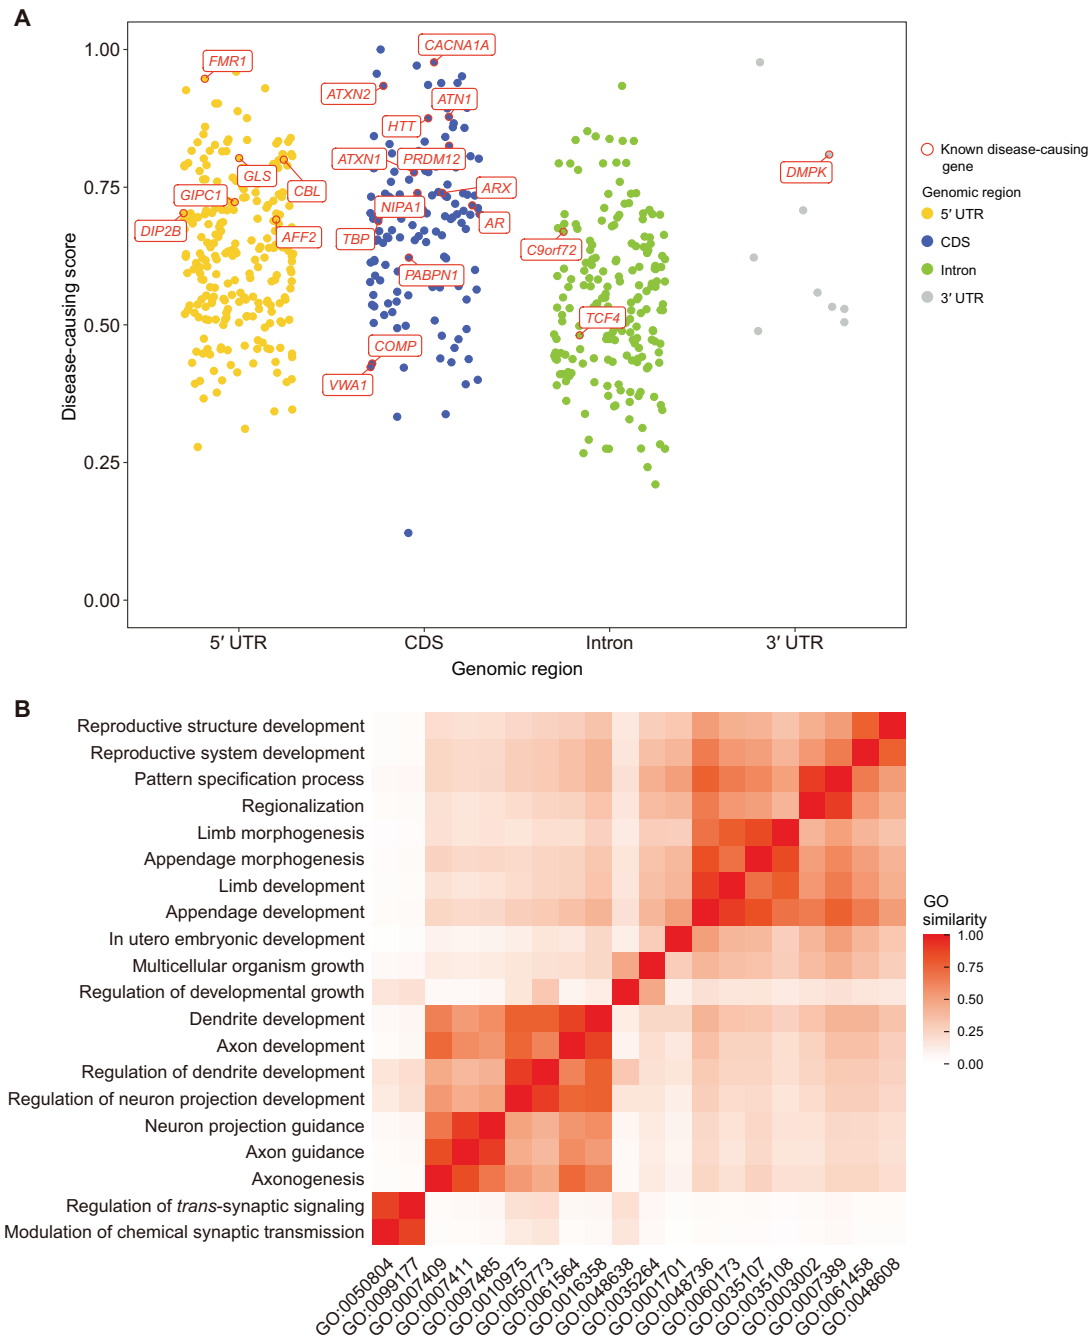 A
1.00
0.75
0.50
0.25
0.00
Disease-causing score
FMR1
CACNA1A
ATXN2
ATN1
HTT
ATXN1
PRDM12
GLS
CBL
GIPC1
DIP2B
AFF2
NIPA1
ARX
AR
TBP
PABPN1
COMP
VWA1
C9orf72
TCF4
DMPK
5′ UTR
CDS
Intron
3′ UTR
Genomic region
Known disease-causing
gene
Genomic region
5′ UTR
CDS
Intron
3′ UTR
B
Reproductive structure development
Reproductive system development
Pattern specification process
Regionalization
Limb morphogenesis
Appendage morphogenesis
Limb development
Appendage development
In utero embryonic development
Multicellular organism growth
Regulation of developmental growth
Dendrite development
Axon development
Regulation of dendrite development
Regulation of neuron projection development
Neuron projection guidance
Axon guidance
Axonogenesis
Regulation of trans-synaptic signaling
Modulation of chemical synaptic transmission
GO:0050804
GO:0099177
GO:0007409
GO:0007411
GO:0097485
GO:0010975
GO:0050773
GO:0061564
GO:0016358
GO:0048638
GO:0035264
GO:0001701
GO:0048736
GO:0060173
GO:0035107
GO:0035108
GO:0003002
GO:0007389
GO:0061458
GO:0048608
GO
similarity
1.00
0.75
0.50
0.25
0.00